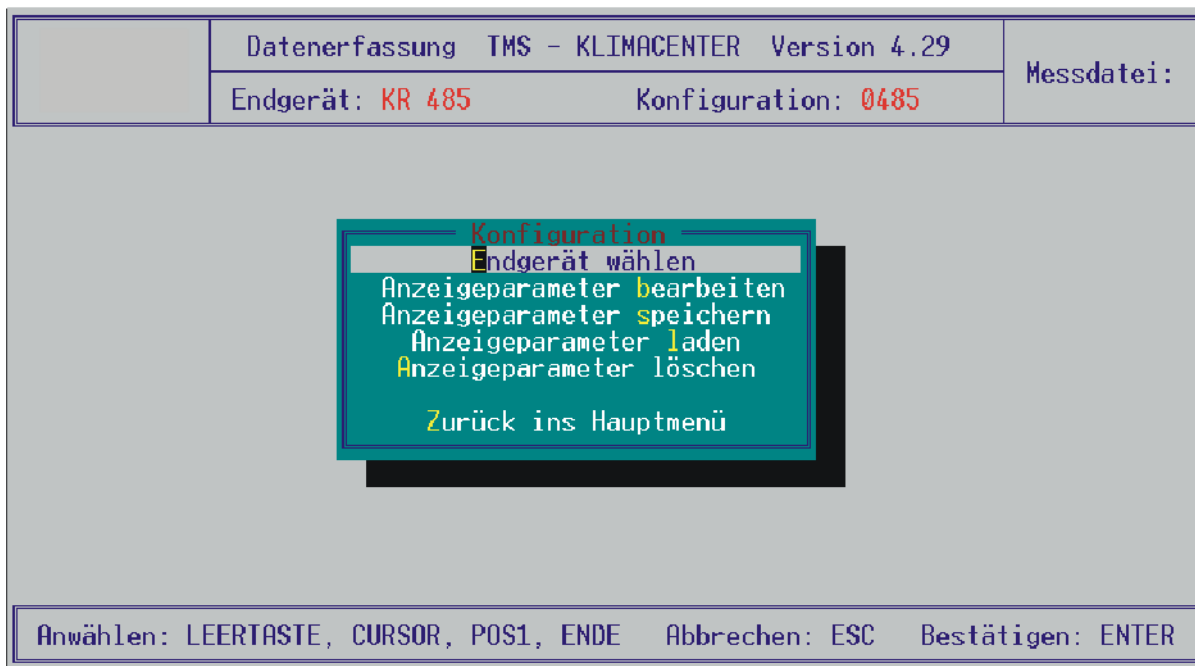 Datenerfassung TMS - KLIMACENTER Version 4.29
Messdatei:
Endgerät: KR 485 Konfiguration: 0485
Konfiguration
Endgerät wählen
Anzeigeparameter bearbeiten
Anzeigeparameter speichern
Anzeigeparameter laden
Anzeigeparameter löschen
Zurück ins Hauptmenü
Anwählen: LEERTASTE, CURSOR, POS1, ENDE Abbrechen: ESC Bestätigen: ENTER